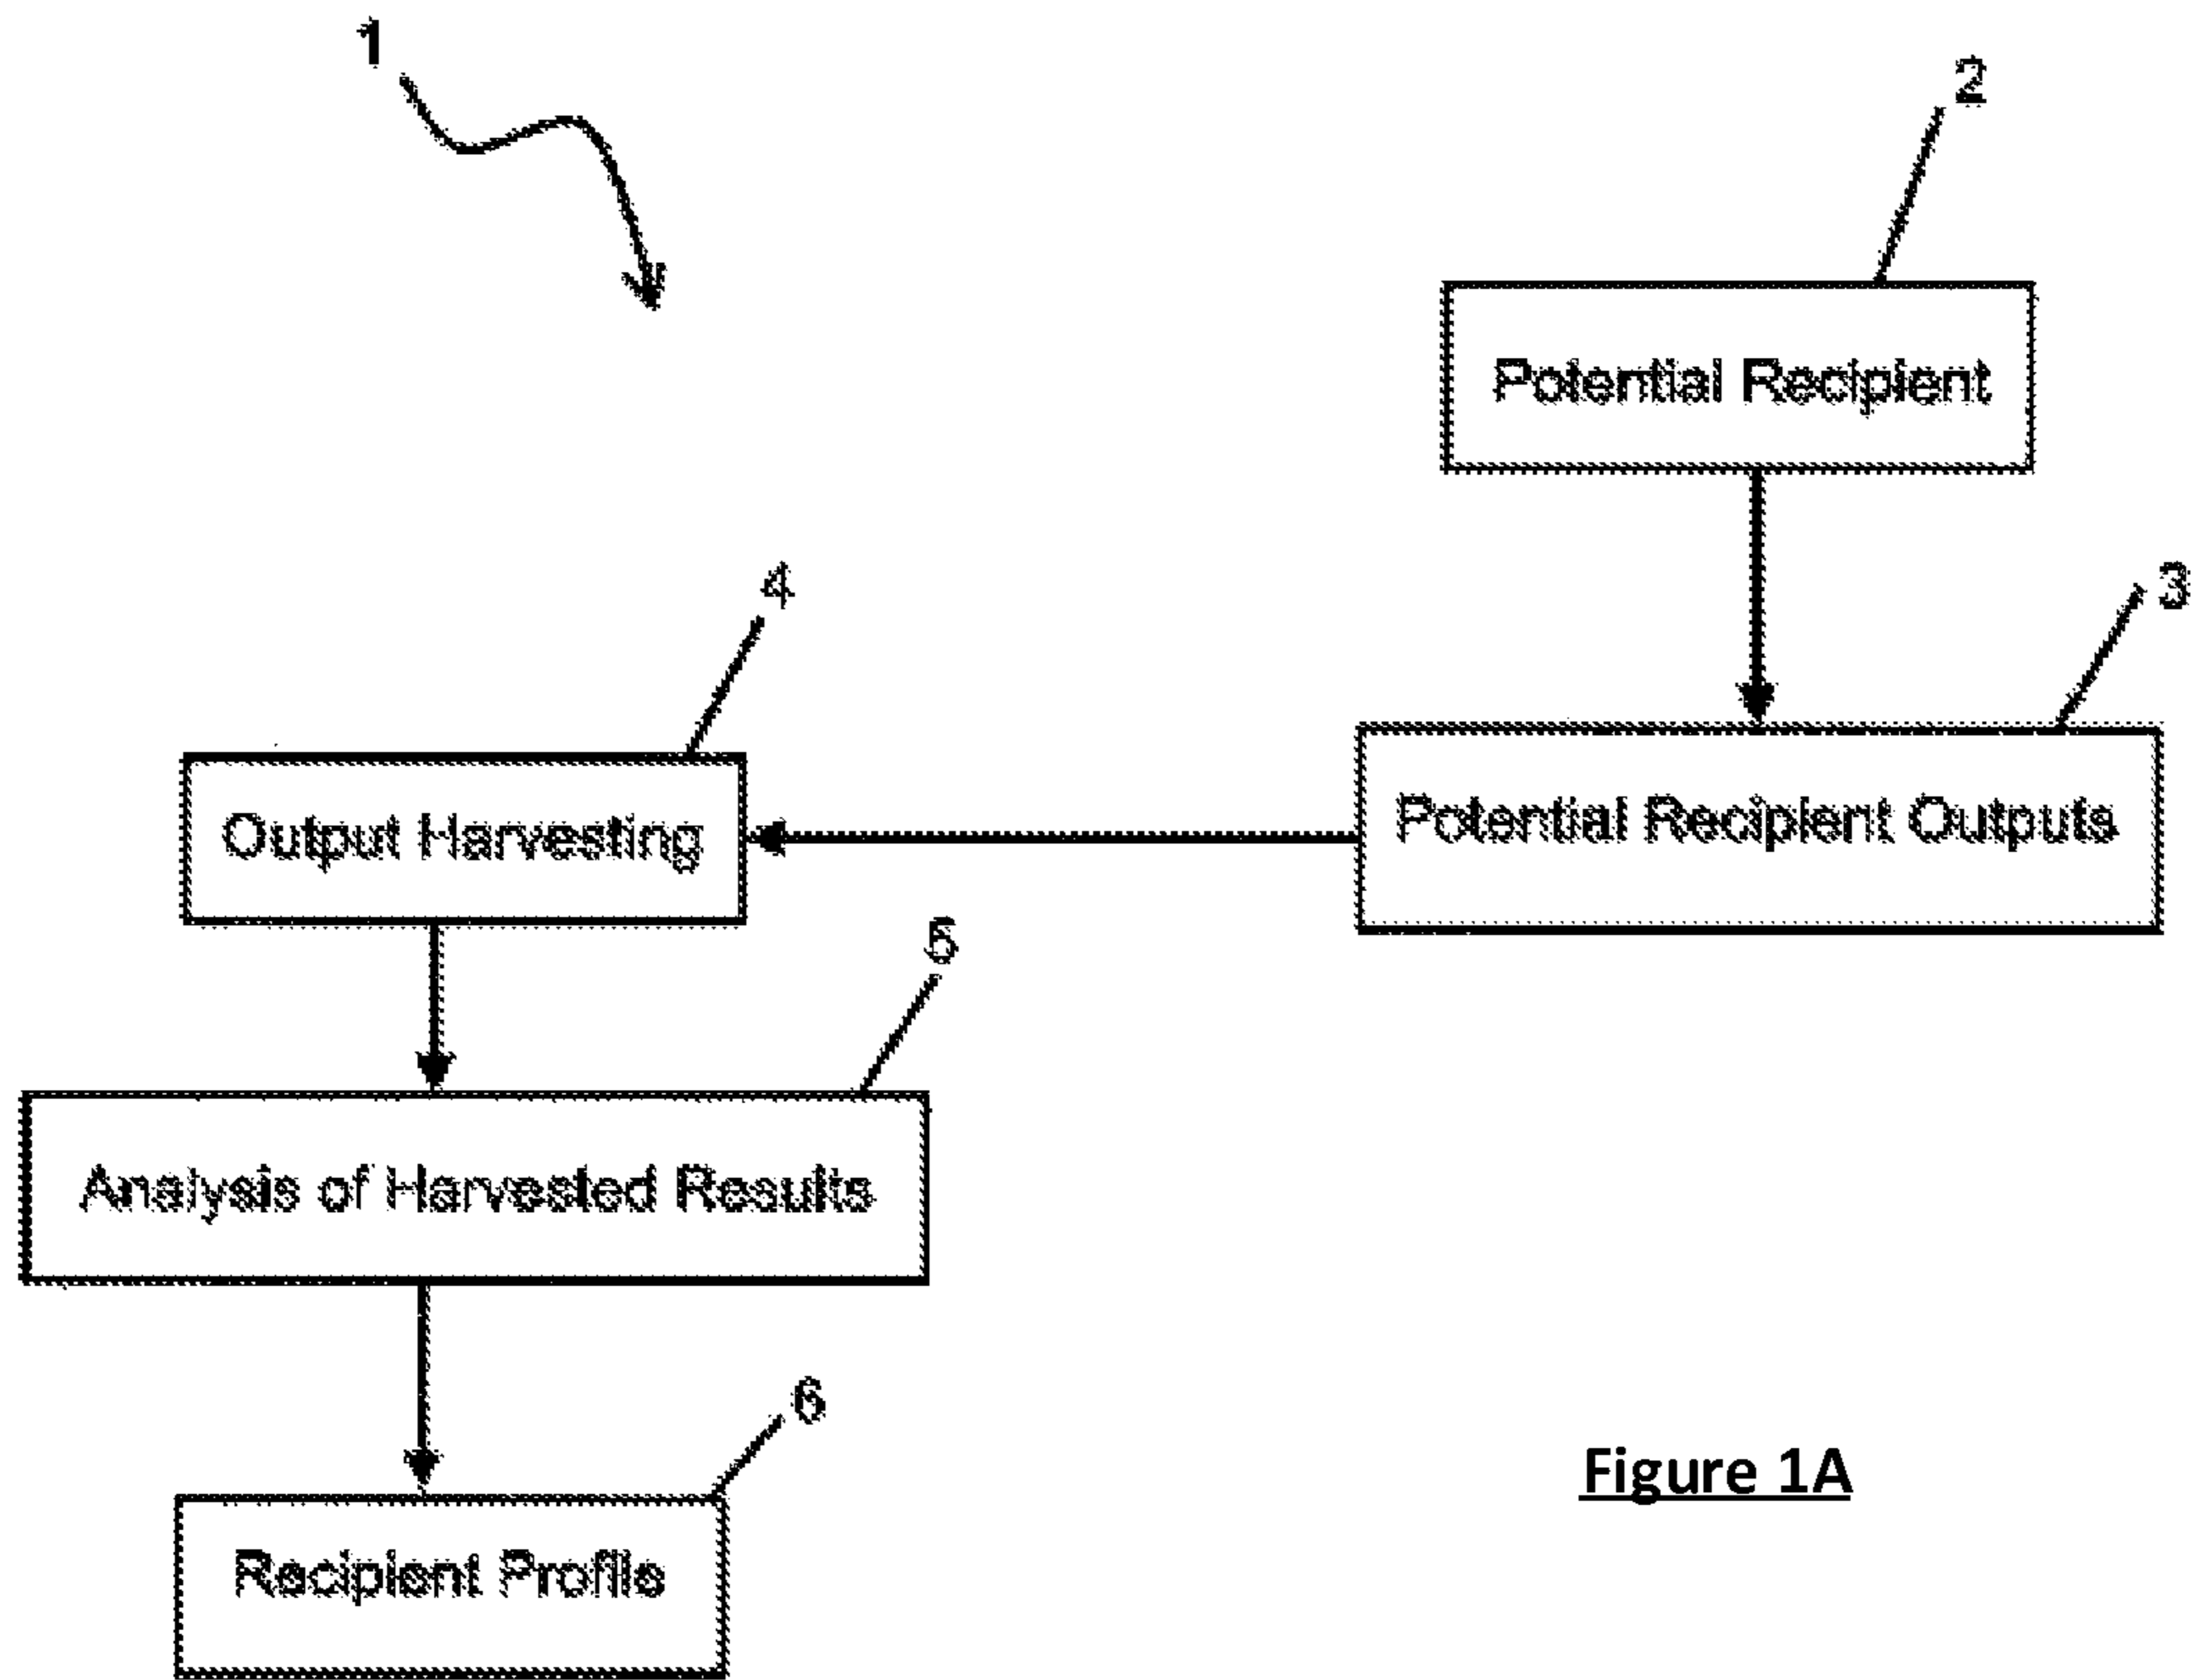 1
2
Potential Recipient
3
Potential Recipient Outputs
4
Output Harvesting
5
Analysis of Harvested Results
6
Recipient Profile
Figure 1A